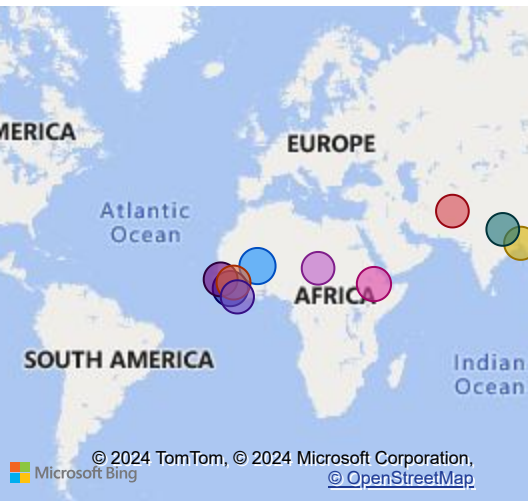 MERICA
EUROPE
Atlantic
Ocean
AFRICA
SOUTH AMERICA
Indian
Ocean
© 2024 TomTom, © 2024 Microsoft Corporation,
Microsoft Bing
© OpenStreetMap